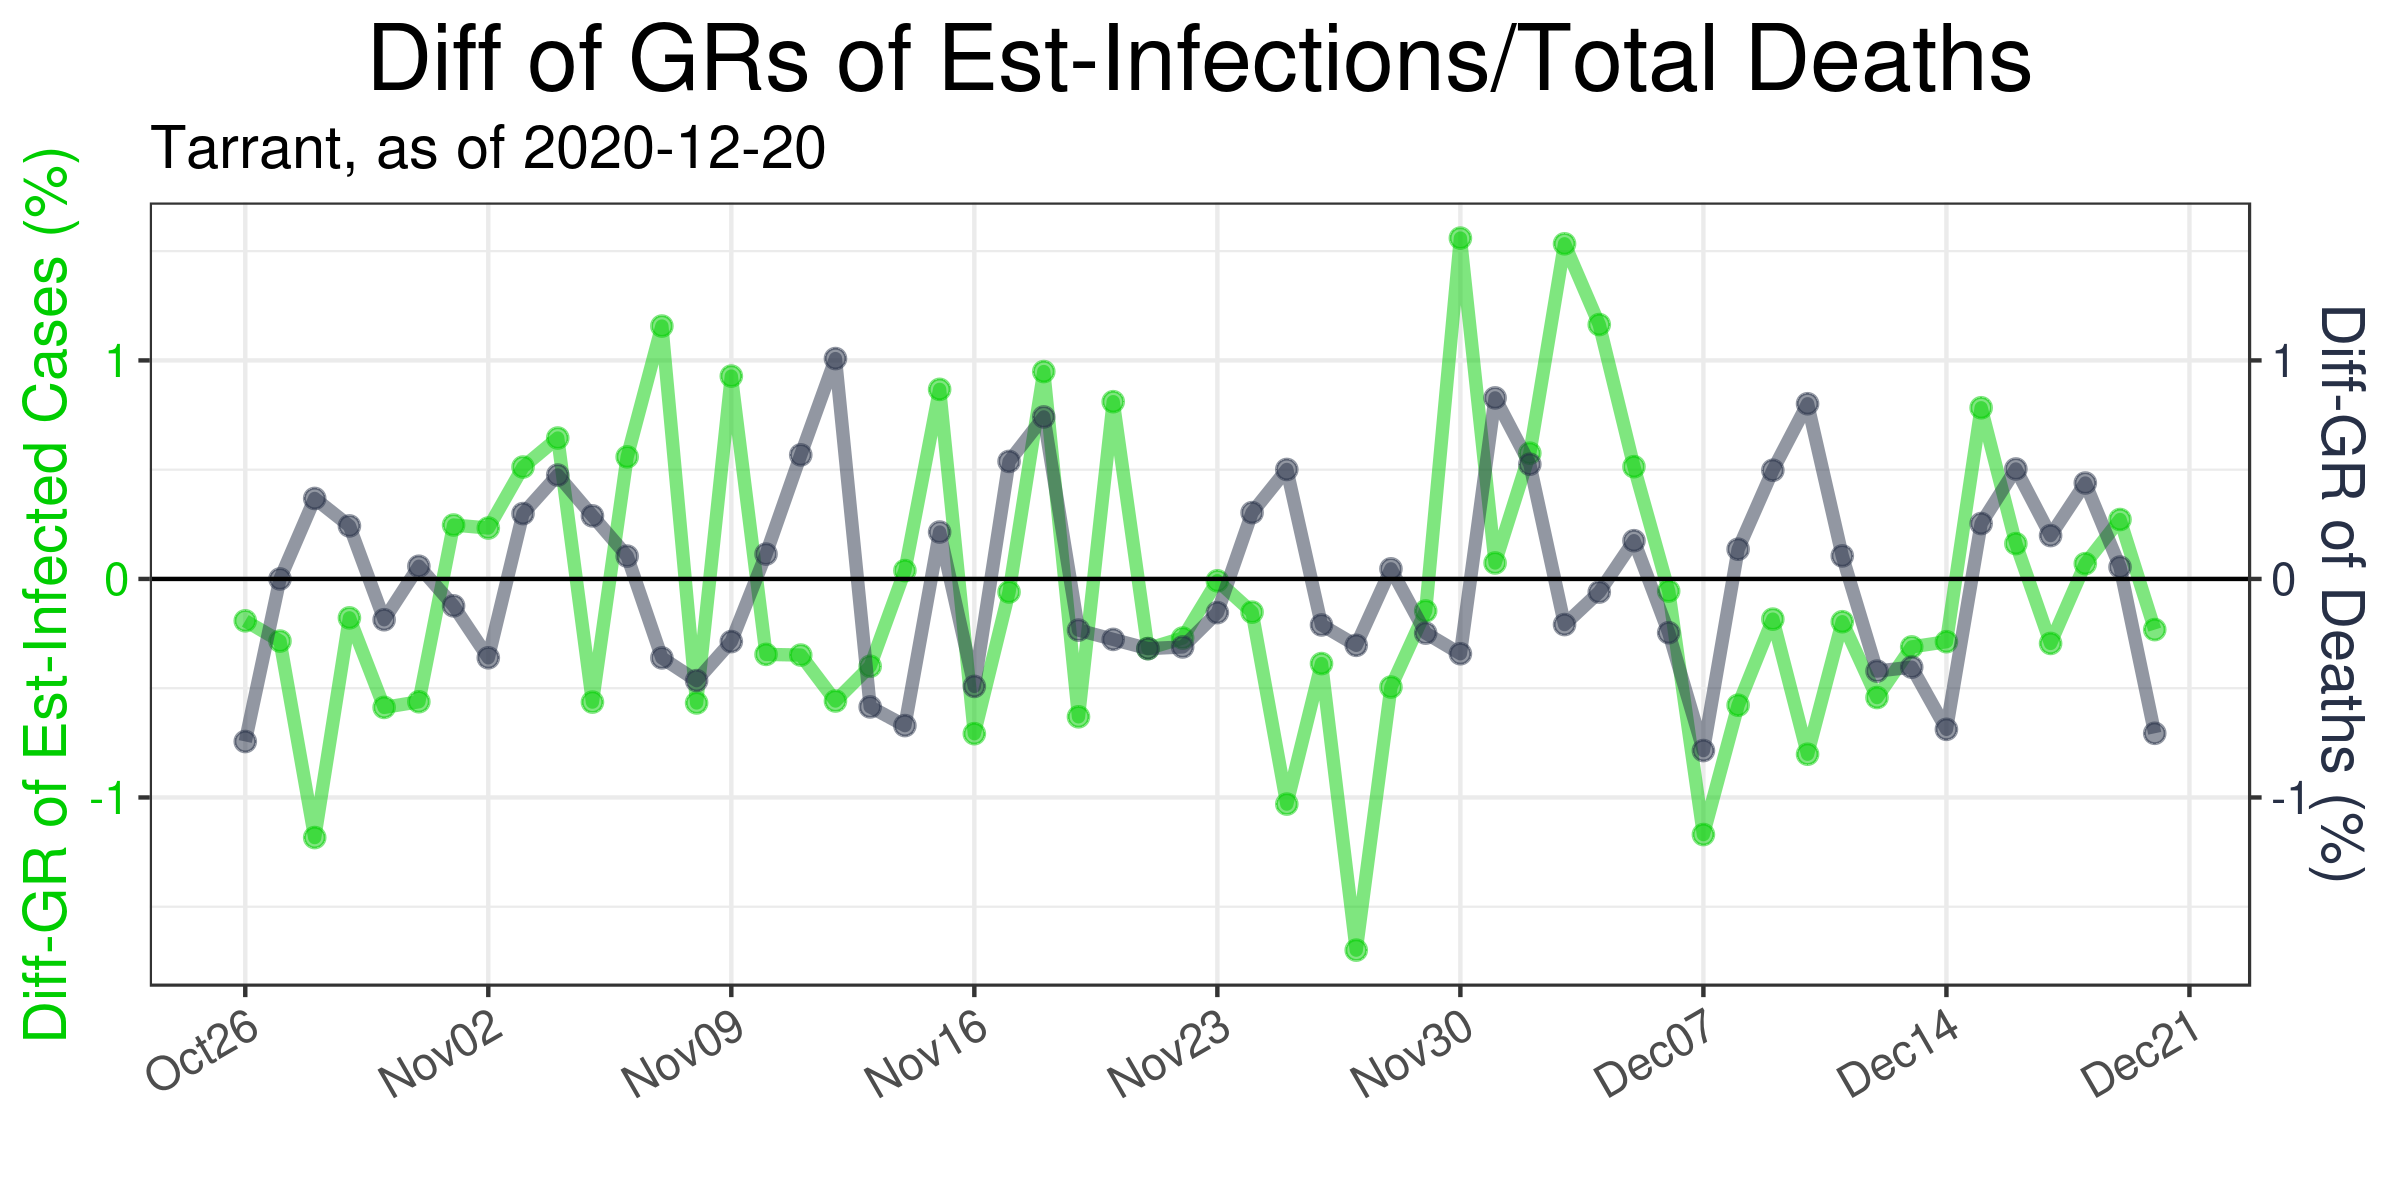 Diff of GRs of Est-Infections/Total Deaths
Tarrant, as of 2020-12-20
Diff-GR of Est-Infected Cases (%)
1
0
-1
1
0
-1
Diff-GR of Deaths (%)
Oct26
Nov02
Nov09
Nov16
Nov23
Nov30
Dec07
Dec14
Dec21